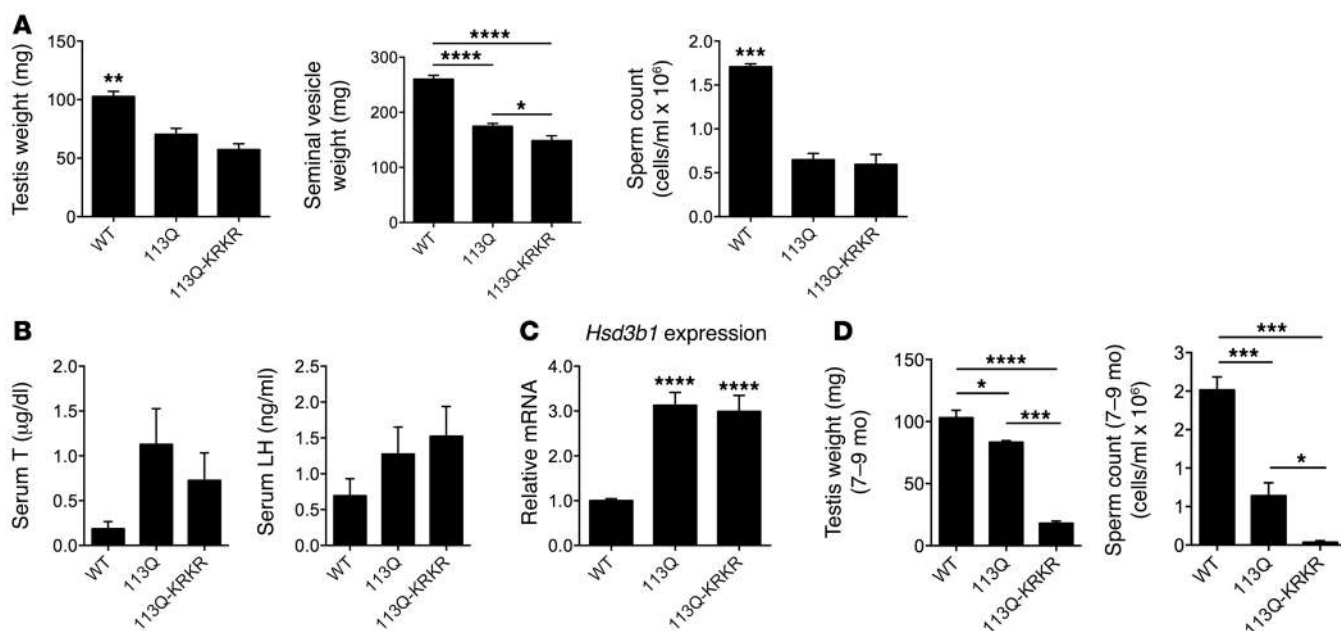 A
Testis weight (mg)
150
100
50
0
**
WT
113Q
113Q-KRKR
Seminal vesicle
weight (mg)
300
200
100
0
****
****
*
WT
113Q
113Q-KRKR
Sperm count
(cells/ml x 10⁶)
2.0
1.5
1.0
0.5
0.0
***
WT
113Q
113Q-KRKR
B
Serum T (µg/dl)
2.0
1.5
1.0
0.5
0.0
WT
113Q
113Q-KRKR
Serum LH (ng/ml)
2.5
2.0
1.5
1.0
0.5
0.0
WT
113Q
113Q-KRKR
C
Hsd3b1 expression
Relative mRNA
4.0
3.0
2.0
1.0
0.0
****
****
WT
113Q
113Q-KRKR
D
Testis weight (mg)
(7–9 mo)
150
100
50
0
****
*
***
WT
113Q
113Q-KRKR
Sperm count (7–9 mo)
(cells/ml x 10⁶)
3
2
2
1
1
0
***
***
*
WT
113Q
113Q-KRKR